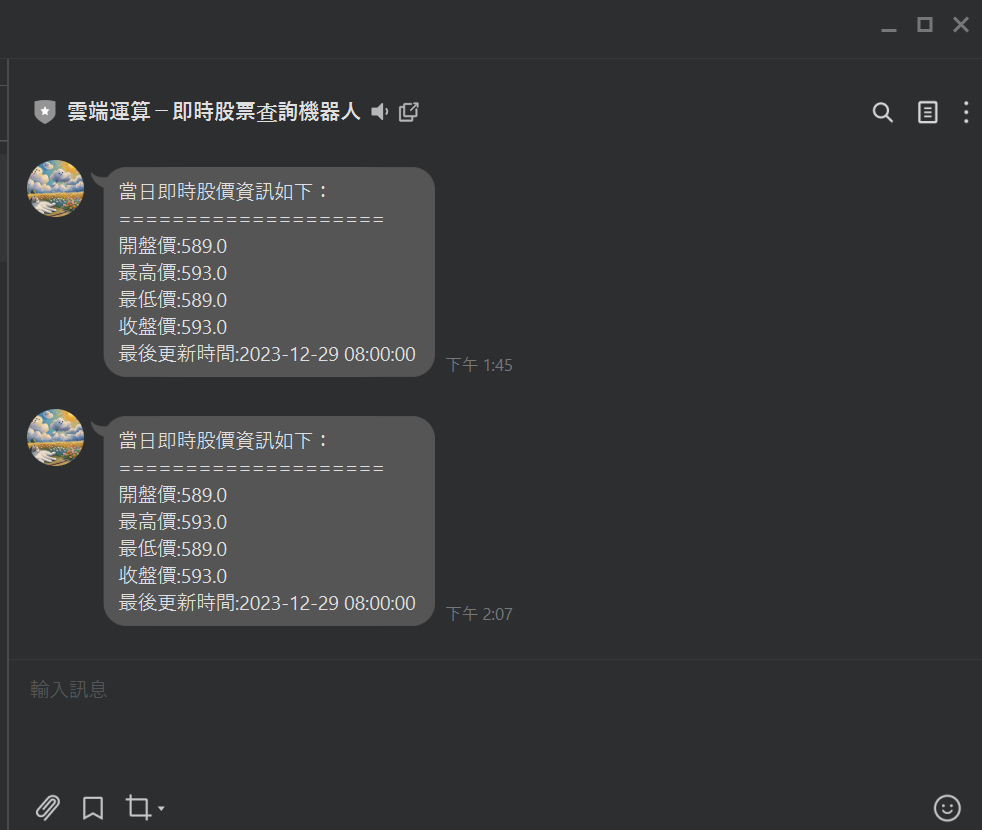 雲端運算－即時股票查詢機器人
當日即時股價資訊如下：
====================
開盤價:589.0
最高價:593.0
最低價:589.0
收盤價:593.0
最後更新時間:2023-12-29 08:00:00
下午 1:45
當日即時股價資訊如下：
====================
開盤價:589.0
最高價:593.0
最低價:589.0
收盤價:593.0
最後更新時間:2023-12-29 08:00:00
下午 2:07
輸入訊息